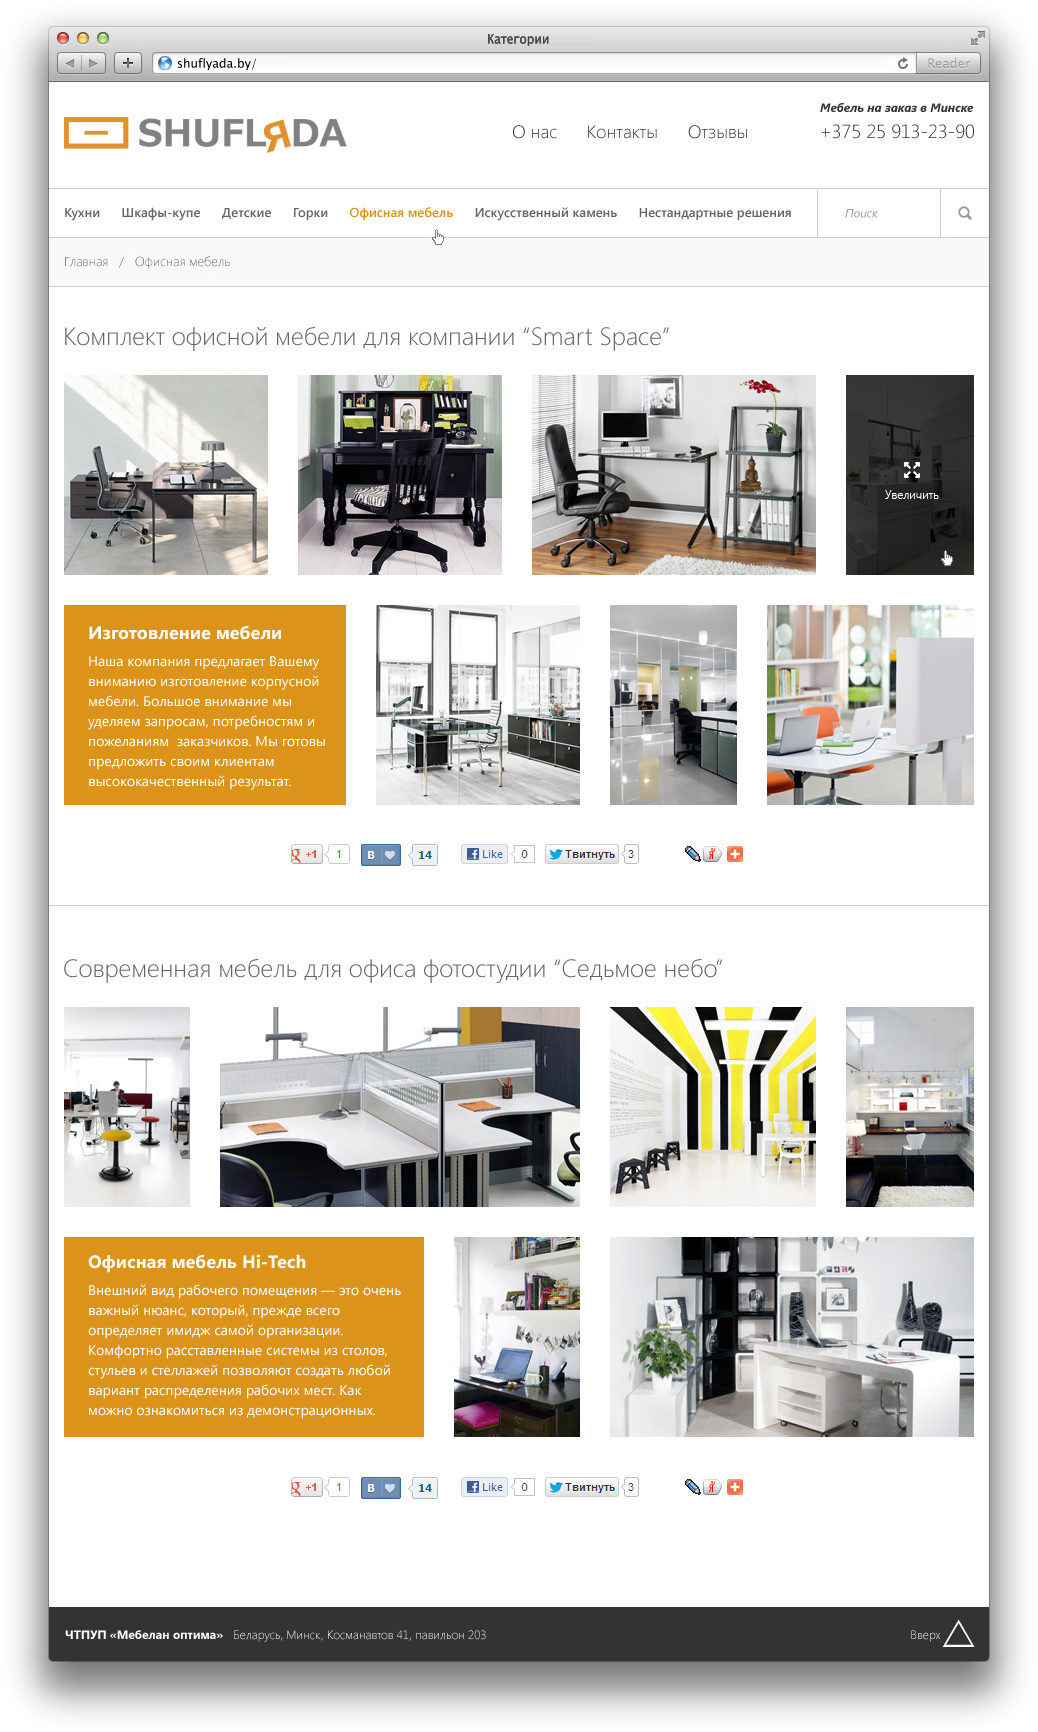 Категории
shuflyada.by/
Reader
Мебель на заказ в Минске
SHUFLЯDA
О нас Контакты Отзывы
+375 25 913-23-90
Кухни Шкафы-купе Детские Горки Офисная мебель Искусственный камень Нестандартные решения Поиск
Главная / Офисная мебель
Комплект офисной мебели для компании “Smart Space”
Увеличить
Изготовление мебели
Наша компания предлагает Вашему
вниманию изготовление корпусной
мебели. Большое внимание мы
уделяем запросам, потребностям и
пожеланиям заказчиков. Мы готовы
предложить своим клиентам
высококачественный результат.
g +1 1 В 14 Like 0 Твитнуть 3 Я
Современная мебель для офиса фотостудии “Седьмое небо”
Офисная мебель Hi-Tech
Внешний вид рабочего помещения — это очень
важный нюанс, который, прежде всего
определяет имидж самой организации.
Комфортно расставленные системы из столов,
стульев и стеллажей позволяют создать любой
вариант распределения рабочих мест. Как
можно ознакомиться из демонстрационных.
g +1 1 В 14 Like 0 Твитнуть 3 Я
ЧТПУП «Мебелан оптима» Беларусь, Минск, Косманавтов 41, павильон 203
Вверх